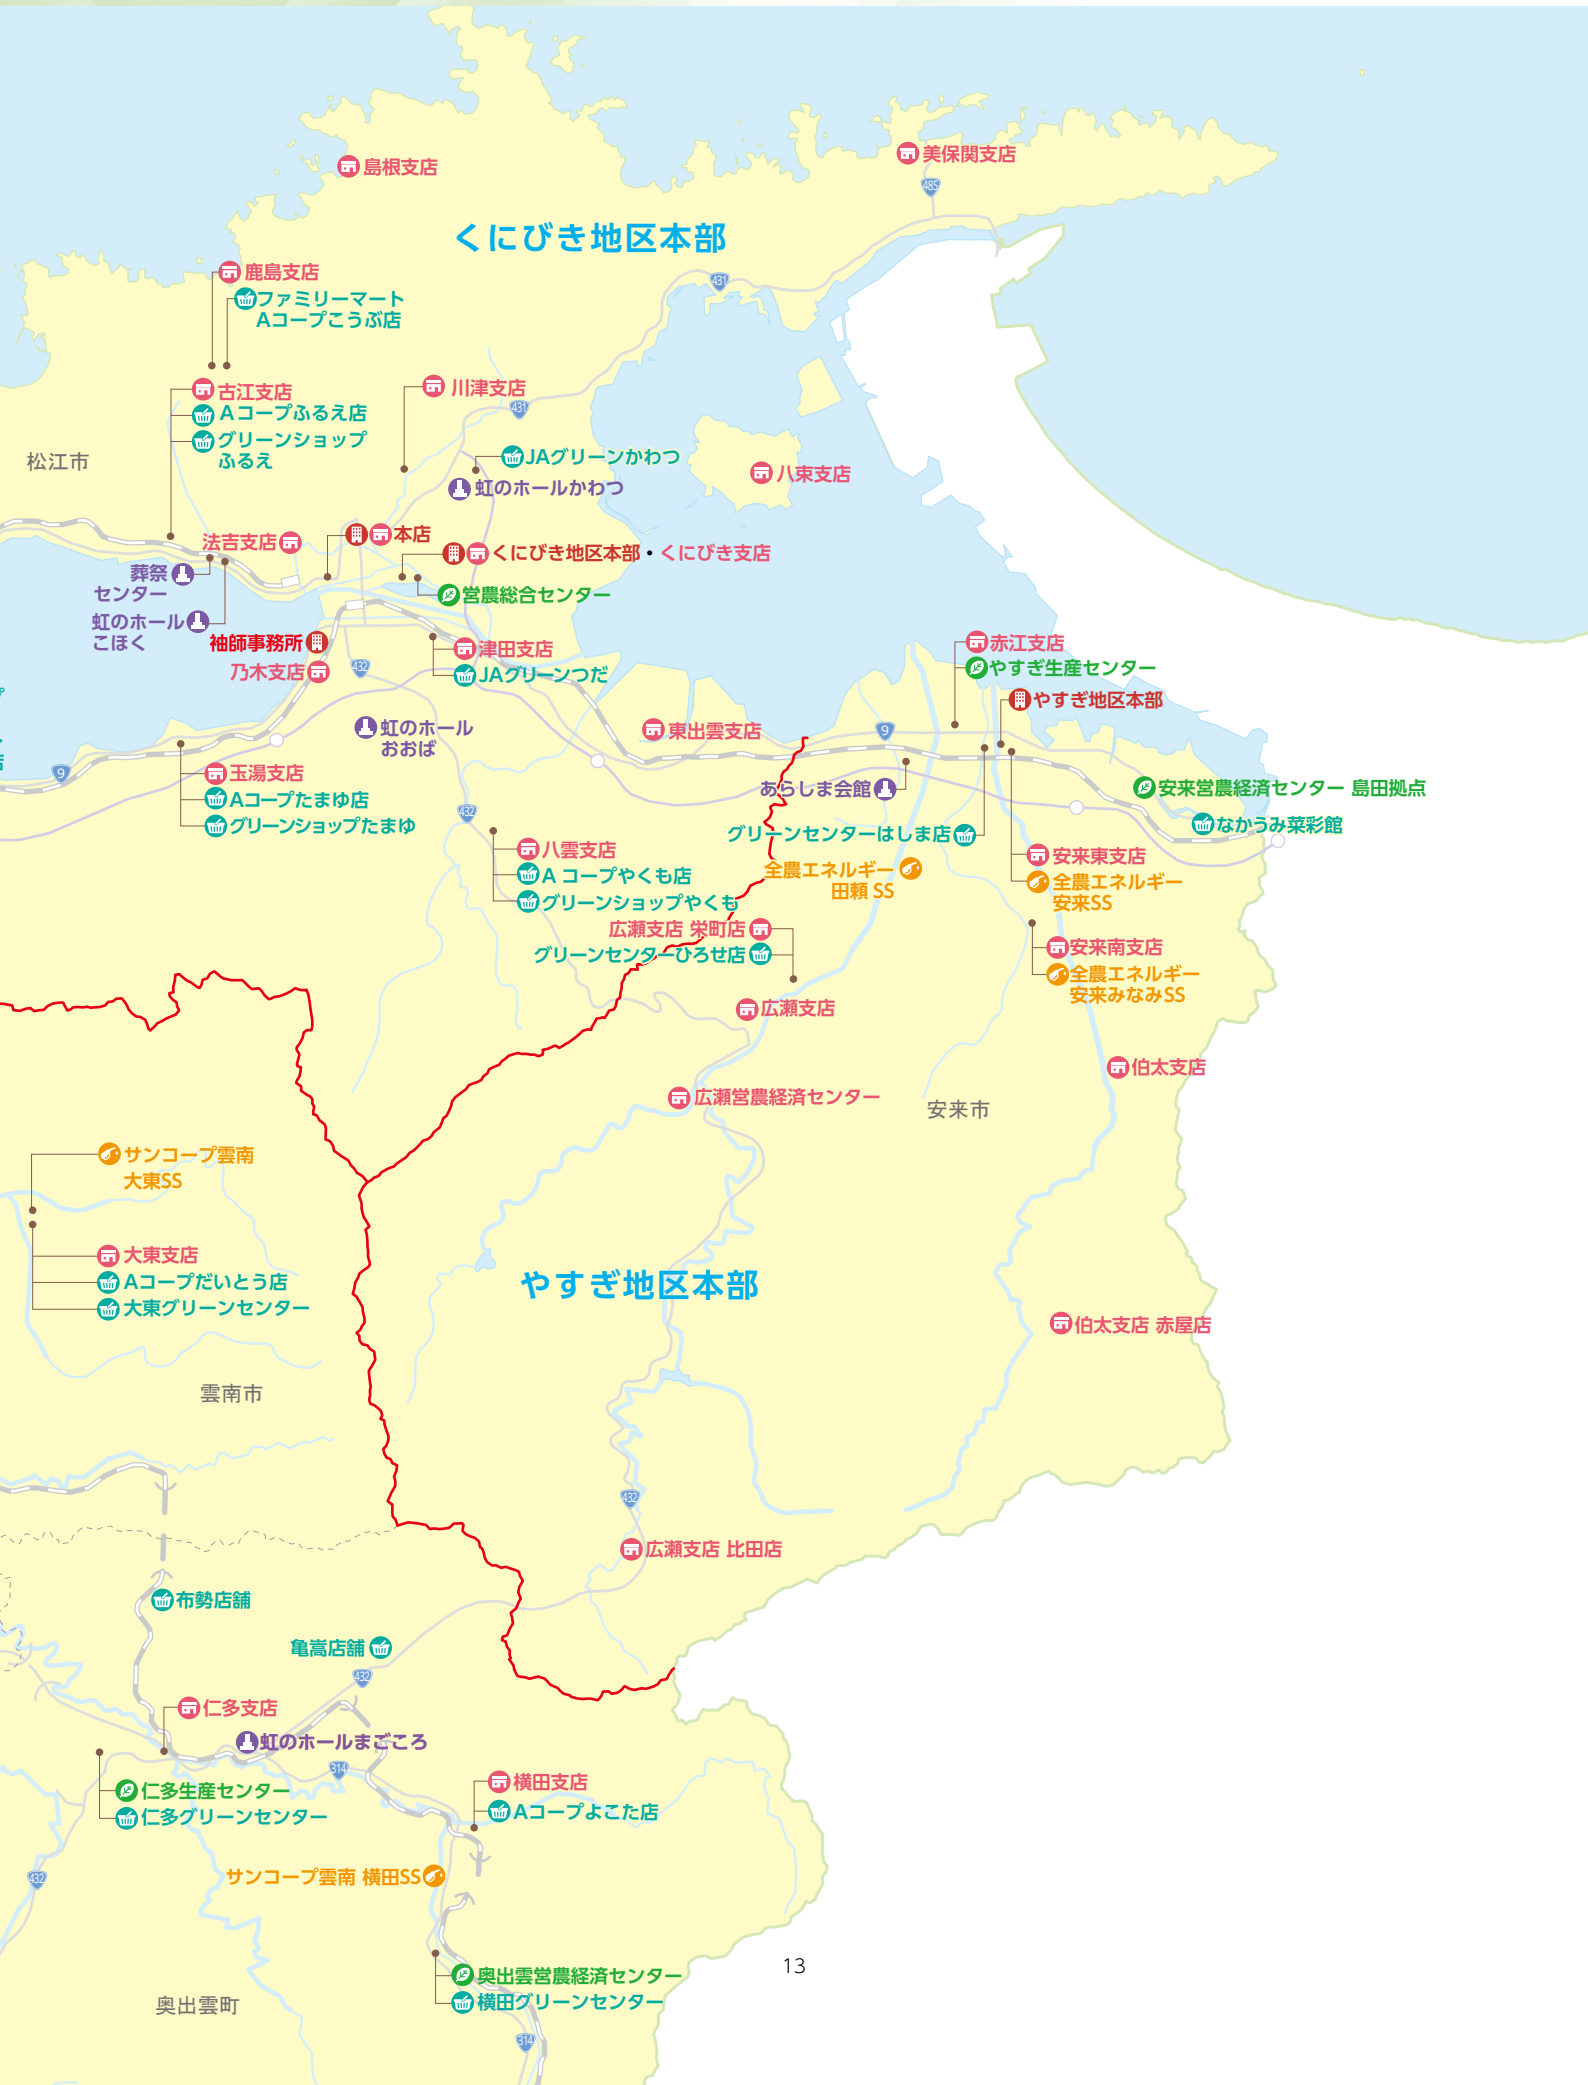 島根支店
美保関支店
485
くにびき地区本部
鹿島支店
431
ファミリーマート
Aコープこうぶ店
古江支店
川津支店
Aコープふるえ店
431
グリーンショップ
ふるえ
松江市
JAグリーンかわつ
八束支店
虹のホールかわつ
法吉支店
本店
くにびき地区本部・くにびき支店
葬祭
センター
営農総合センター
虹のホール
こほく
袖師事務所
乃木支店
432
津田支店
JAグリーンつだ
赤江支店
やすぎ生産センター
やすぎ地区本部
虹のホール
おおば
東出雲支店
9
9
玉湯支店
Aコープたまゆ店
グリーンショップたまゆ
432
あらしま会館
安来営農経済センター 島田拠点
なかうみ菜彩館
グリーンセンターはしま店
八雲支店
Aコープやくも店
グリーンショップやくも
安来東支店
全農エネルギー
田頼 SS
全農エネルギー
安来SS
広瀬支店 栄町店
グリーンセンターひろせ店
安来南支店
全農エネルギー
安来みなみSS
広瀬支店
伯太支店
広瀬営農経済センター
安来市
サンコープ雲南
大東SS
大東支店
Aコープだいとう店
大東グリーンセンター
やすぎ地区本部
伯太支店 赤屋店
雲南市
432
広瀬支店 比田店
布勢店舗
亀嵩店舗
432
仁多支店
虹のホールまごころ
314
仁多生産センター
仁多グリーンセンター
横田支店
Aコープよこた店
432
サンコープ雲南 横田SS
13
奥出雲営農経済センター
横田グリーンセンター
奥出雲町
314